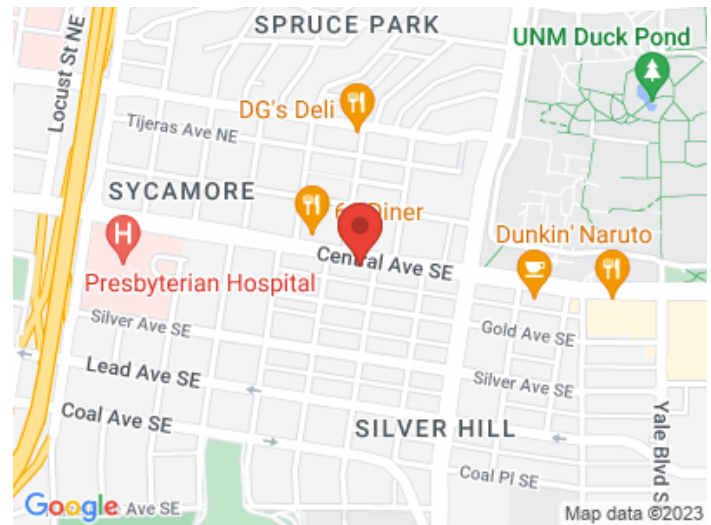 SPRUCE PARK
Locust St NE
UNM Duck Pond
DG's Deli
Tijeras Ave NE
SYCAMORE
Diner
H
Central Ave SE
Dunkin'
Naruto
Presbyterian Hospital
Silver Ave SE
Gold Ave SE
Lead Ave SE
Silver Ave SE
Coal Ave SE
SILVER HILL
Yale Blvd S
Coal Pl SE
Google
Ave SE
Map data ©2023